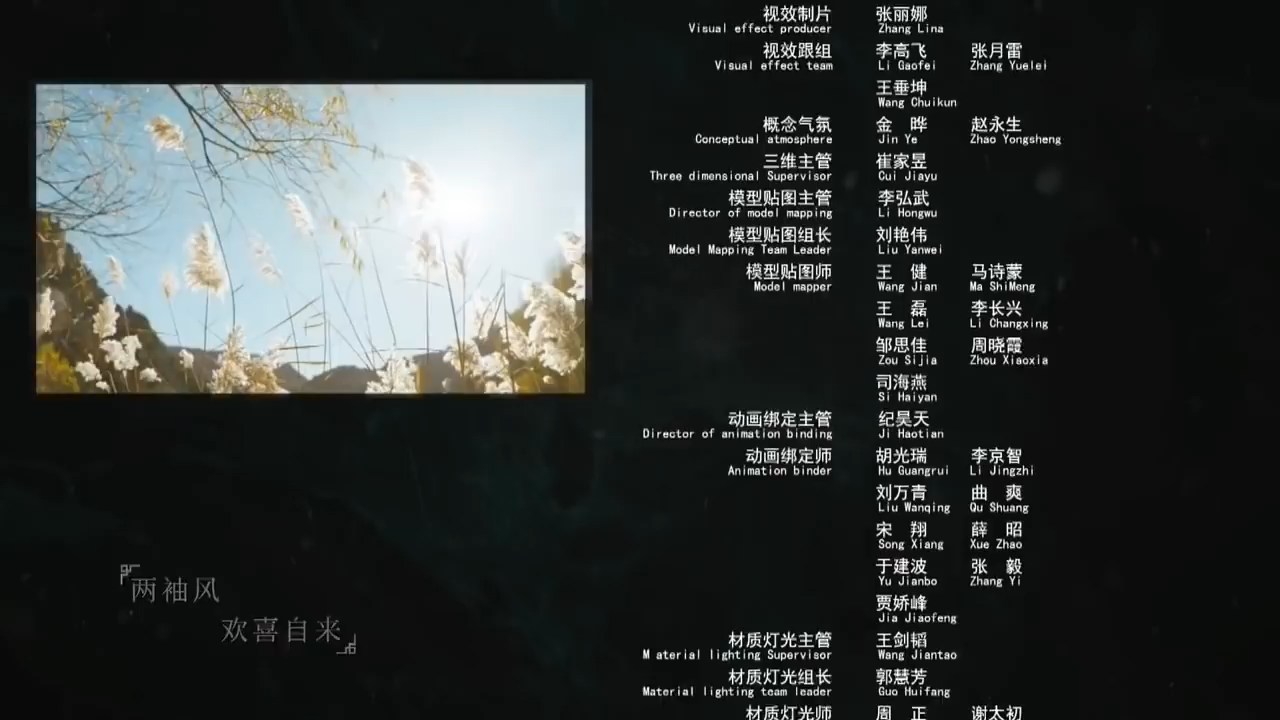 视效制片 张丽娜
Visual effect producer Zhang Lina
视效跟组 李高飞 张月雷
Visual effect team Li Gaofei Zhang Yuelei
王垂坤
Wang Chuikun
概念气氛 金 晔 赵永生
Conceptual atmosphere Jin Ye Zhao Yongsheng
三维主管 崔家昱
Three dimensional Supervisor Cui Jiayu
模型贴图主管 李弘武
Director of model mapping Li Hongwu
模型贴图组长 刘艳伟
Model Mapping Team Leader Liu Yanwei
模型贴图师 王 健 马诗蒙
Model mapper Wang Jian Ma ShiMeng
王 磊 李长兴
Wang Lei Li Changxing
邹思佳 周晓霞
Zou Sijia Zhou Xiaoxia
司海燕
Si Haiyan
动画绑定主管 纪昊天
Director of animation binding Ji Haotian
动画绑定师 胡光瑞 李京智
Animation binder Hu Guangrui Li Jingzhi
刘万青 曲 爽
Liu Wanqing Qu Shuang
宋 翔 薛 昭
Song Xiang Xue Zhao
于建波 张 毅
Yu Jianbo Zhang Yi
贾娇峰
Jia Jiaofeng
材质灯光主管 王剑韬
M aterial lighting Supervisor Wang Jiantao
材质灯光组长 郭慧芳
Material lighting team leader Guo Huifang
材质灯光师 周 正 谢太初
两袖风
欢喜自来